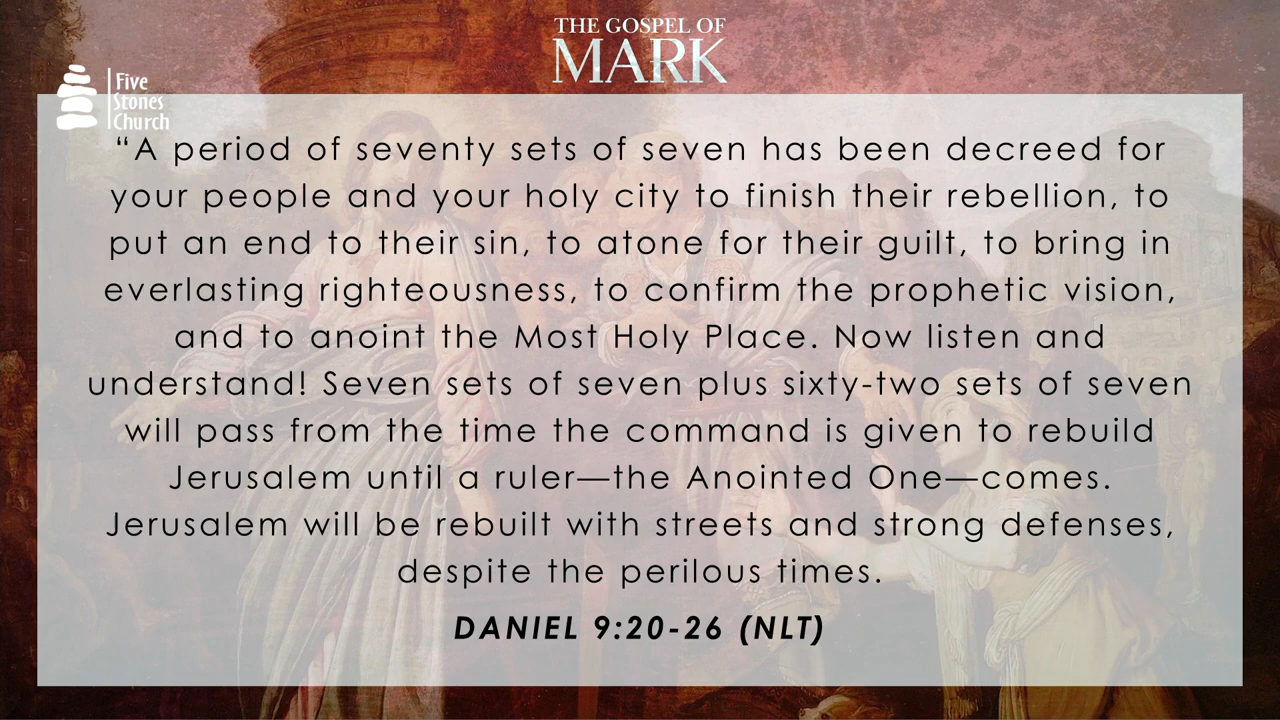 THE GOSPEL OF
MARK
Five
Stones
Church
“A period of seventy sets of seven has been decreed for
your people and your holy city to finish their rebellion, to
put an end to their sin, to atone for their guilt, to bring in
everlasting righteousness, to confirm the prophetic vision,
and to anoint the Most Holy Place. Now listen and
understand! Seven sets of seven plus sixty-two sets of seven
will pass from the time the command is given to rebuild
Jerusalem until a ruler—the Anointed One—comes.
Jerusalem will be rebuilt with streets and strong defenses,
despite the perilous times.
DANIEL 9:20-26 (NLT)